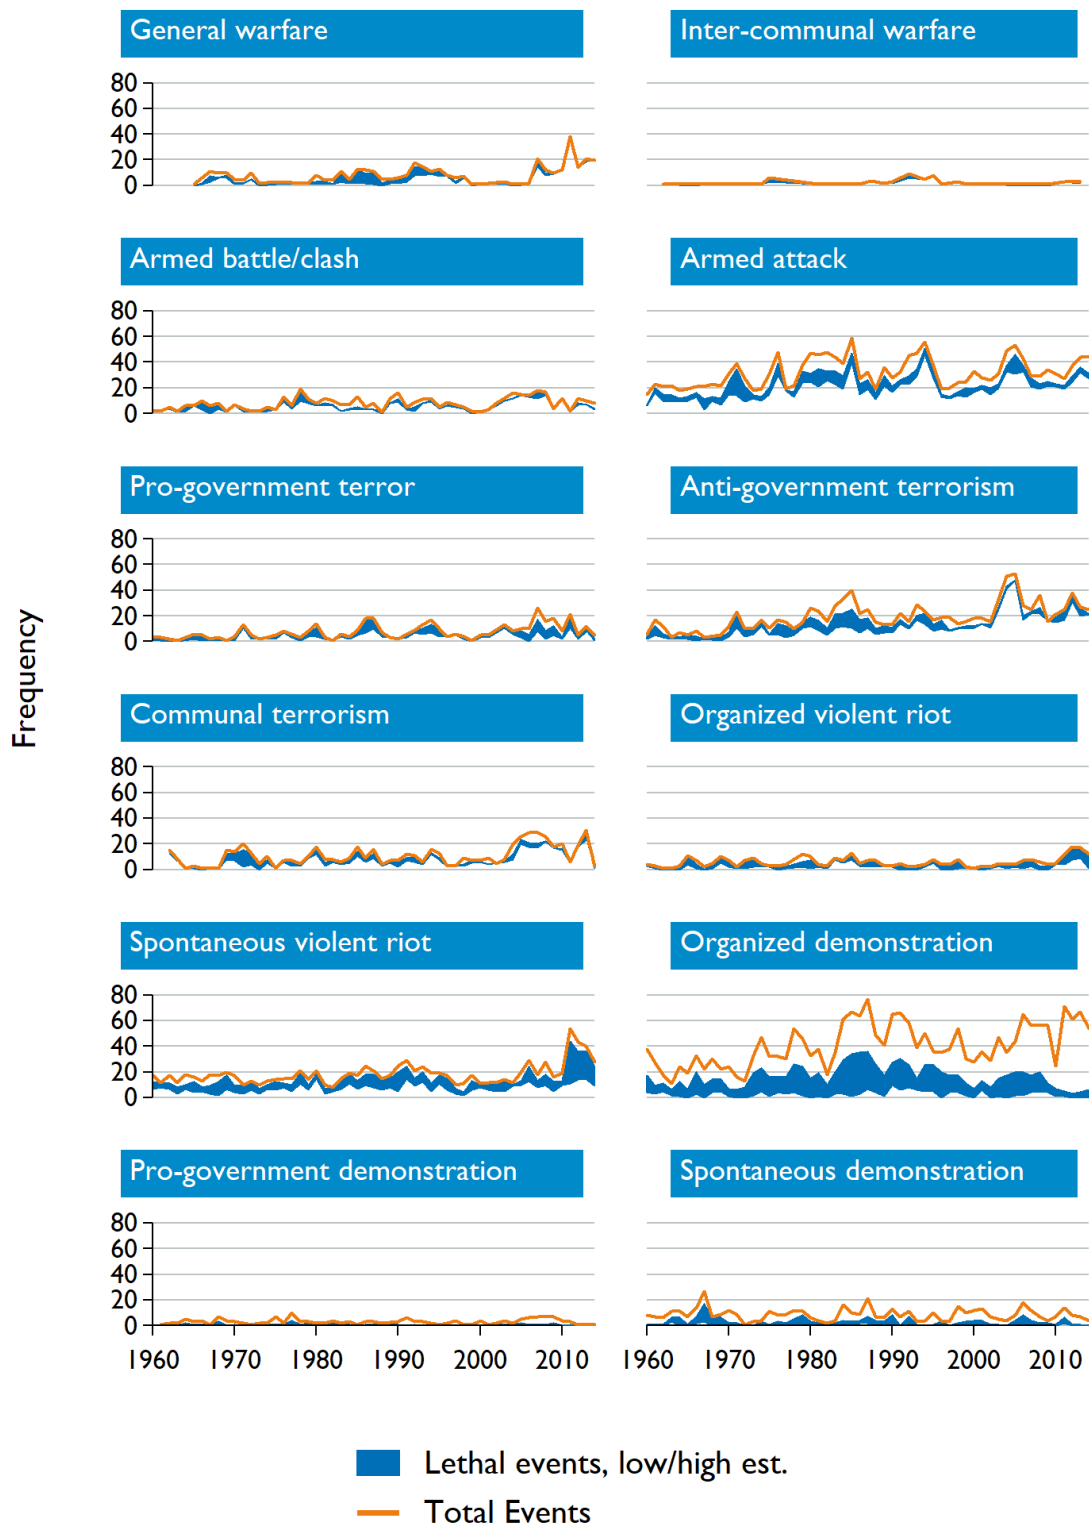 General warfare
Inter-communal warfare
80
60
40
20
0
Armed battle/clash
Armed attack
80
60
40
20
0
Pro-government terror
Anti-government terrorism
80
60
40
20
0
Frequency
Communal terrorism
Organized violent riot
80
60
40
20
0
Spontaneous violent riot
Organized demonstration
80
60
40
20
0
Pro-government demonstration
Spontaneous demonstration
80
60
40
20
0
1960 1970 1980 1990 2000 2010
1960 1970 1980 1990 2000 2010
Lethal events, low/high est.
Total Events